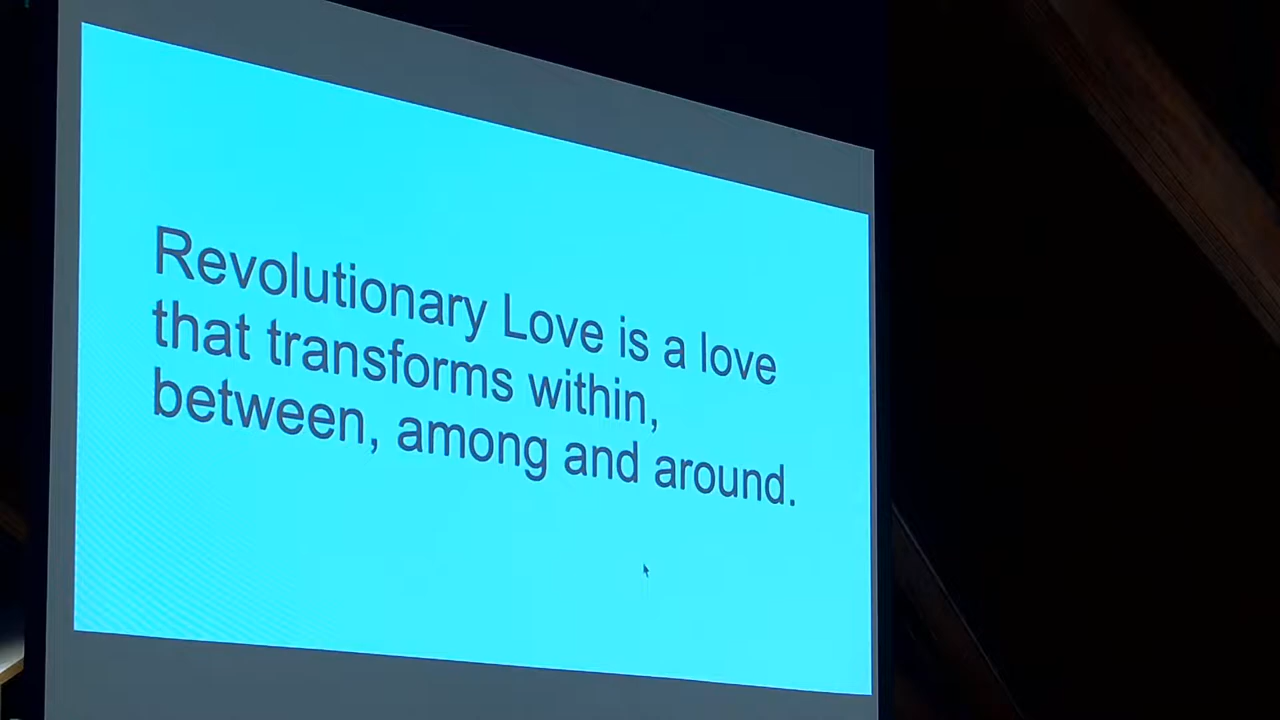 Revolutionary Love is a love
that transforms within,
between, among and around.